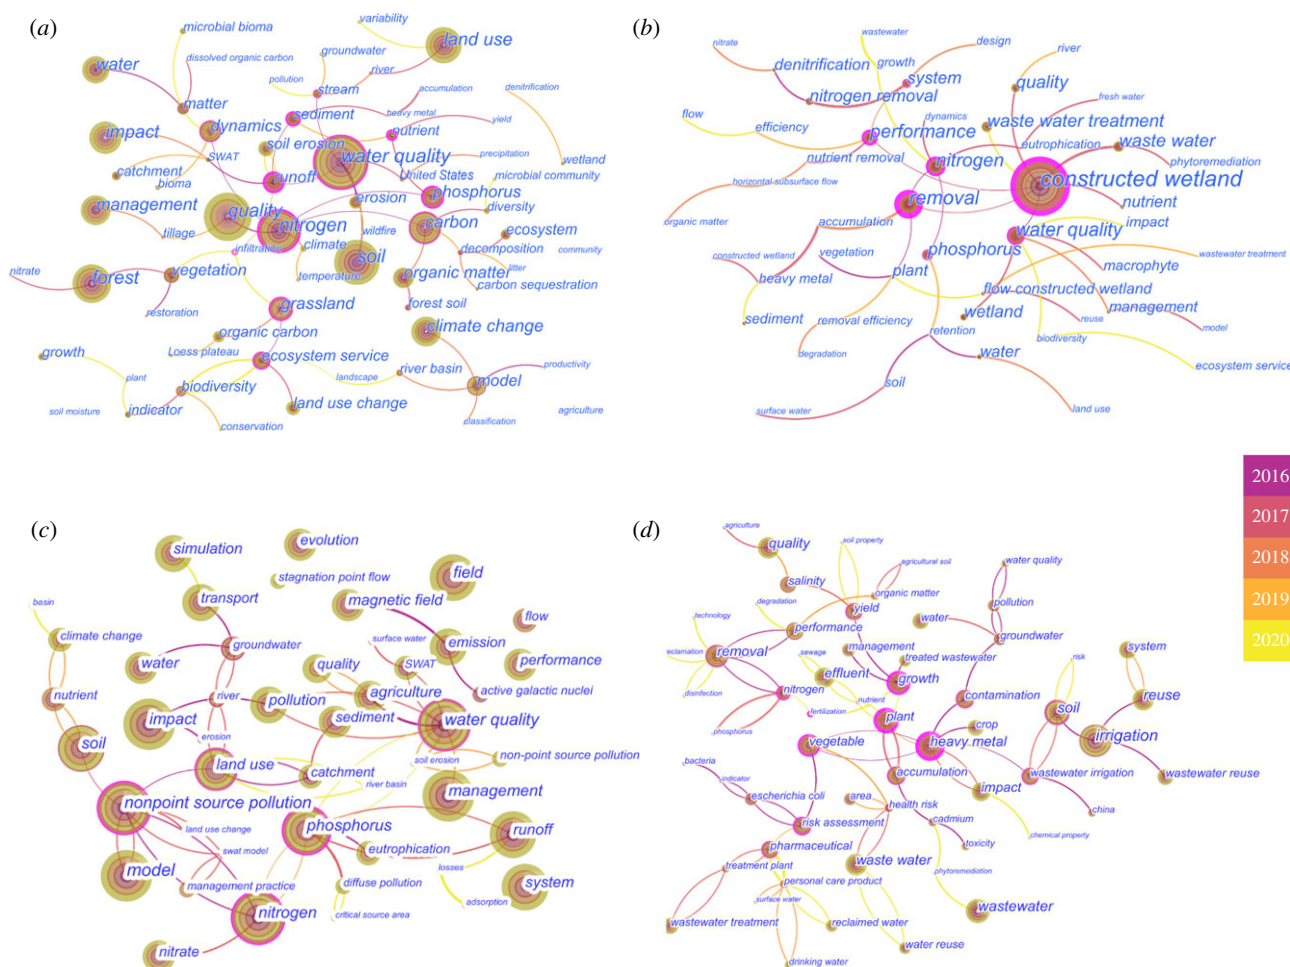 (a)
microbial bioma
variability
land use
dissolved organic carbon
groundwater
water
river
pollution
stream
accumulation
denitrification
matter
sediment
heavy metal
yield
impact
dynamics
nutrient
soil erosion
SWAT
water quality
precipitation
wetland
catchment
runoff
United States
microbial community
bioma
phosphorus
management
quality
erosion
diversity
nitrogen
carbon
tillage
wildfire
ecosystem
infiltration
climate
decomposition
community
soil
nitrate
forest
vegetation
temperature
organic matter
litter
carbon sequestration
restoration
grassland
forest soil
organic carbon
climate change
Loess plateau
growth
ecosystem service
productivity
plant
landscape
river basin
model
biodiversity
soil moisture
indicator
land use change
agriculture
conservation
classification
(b)
wastewater
nitrate
design
river
denitrification
growth
system
quality
nitrogen removal
fresh water
flow
dynamics
waste water treatment
efficiency
performance
eutrophication
waste water
nutrient removal
nitrogen
phytoremediation
horizontal subsurface flow
constructed wetland
removal
nutrient
organic matter
accumulation
impact
water quality
vegetation
phosphorus
wastewater treatment
constructed wetland
macrophyte
heavy metal
plant
flow constructed wetland
management
sediment
removal efficiency
wetland
reuse
model
retention
biodiversity
degradation
water
ecosystem service
soil
surface water
land use
2016
2017
2018
2019
2020
(c)
simulation
evolution
field
stagnation point flow
basin
transport
magnetic field
flow
climate change
groundwater
surface water
emission
water
quality
SWAT
performance
nutrient
river
agriculture
active galactic nuclei
pollution
impact
sediment
water quality
erosion
soil
land use
soil erosion
non-point source pollution
catchment
river basin
management
nonpoint source pollution
land use change
phosphorus
runoff
swat model
eutrophication
model
losses
management practice
diffuse pollution
system
nitrogen
critical source area
adsorption
nitrate
(d)
agriculture
quality
soil property
water quality
salinity
agricultural soil
degradation
organic matter
technology
yield
pollution
performance
water
groundwater
reclamation
removal
management
sewage
treated wastewater
risk
system
effluent
growth
disinfection
nitrogen
nutrient
contamination
reuse
fertilization
soil
phosphorus
plant
crop
irrigation
vegetable
heavy metal
bacteria
indicator
accumulation
wastewater irrigation
wastewater reuse
escherichia coli
area
impact
health risk
china
risk assessment
cadmium
chemical property
pharmaceutical
toxicity
treatment plant
waste water
personal care product
phytoremediation
surface water
wastewater
wastewater treatment
reclaimed water
water reuse
drinking water